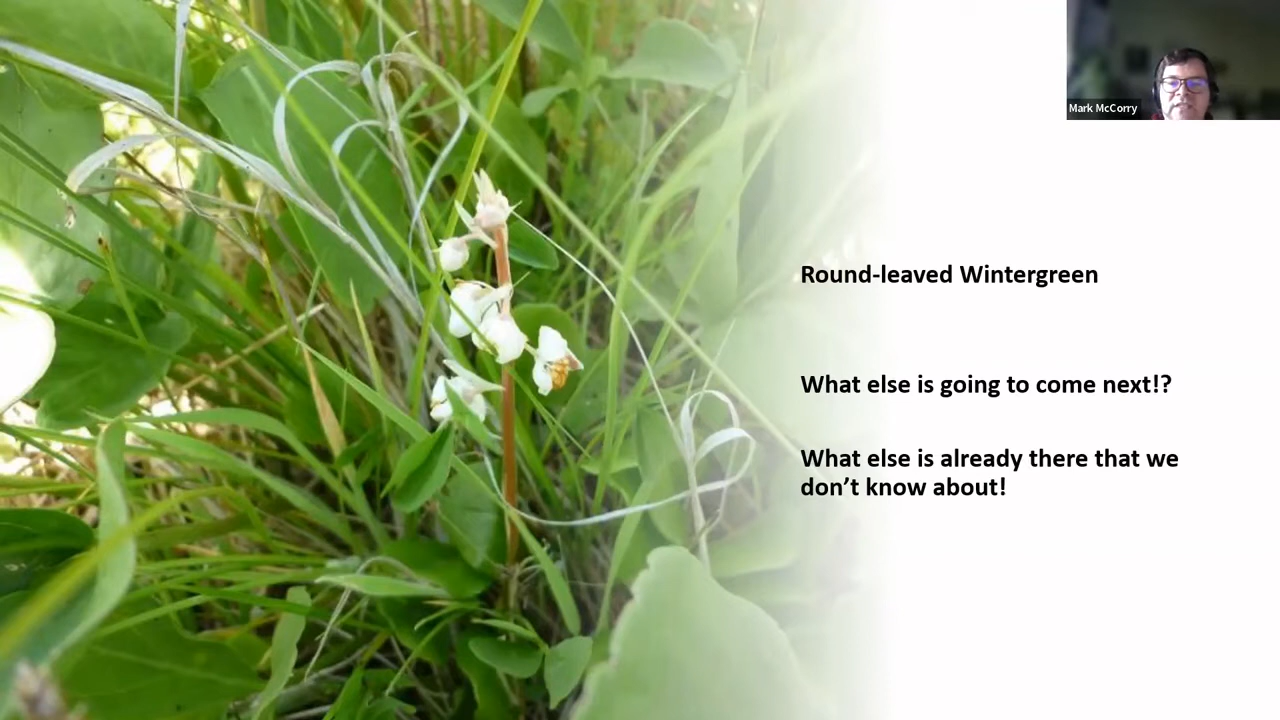 Mark McCorry
Round-leaved Wintergreen
What else is going to come next!?
What else is already there that we
don’t know about!